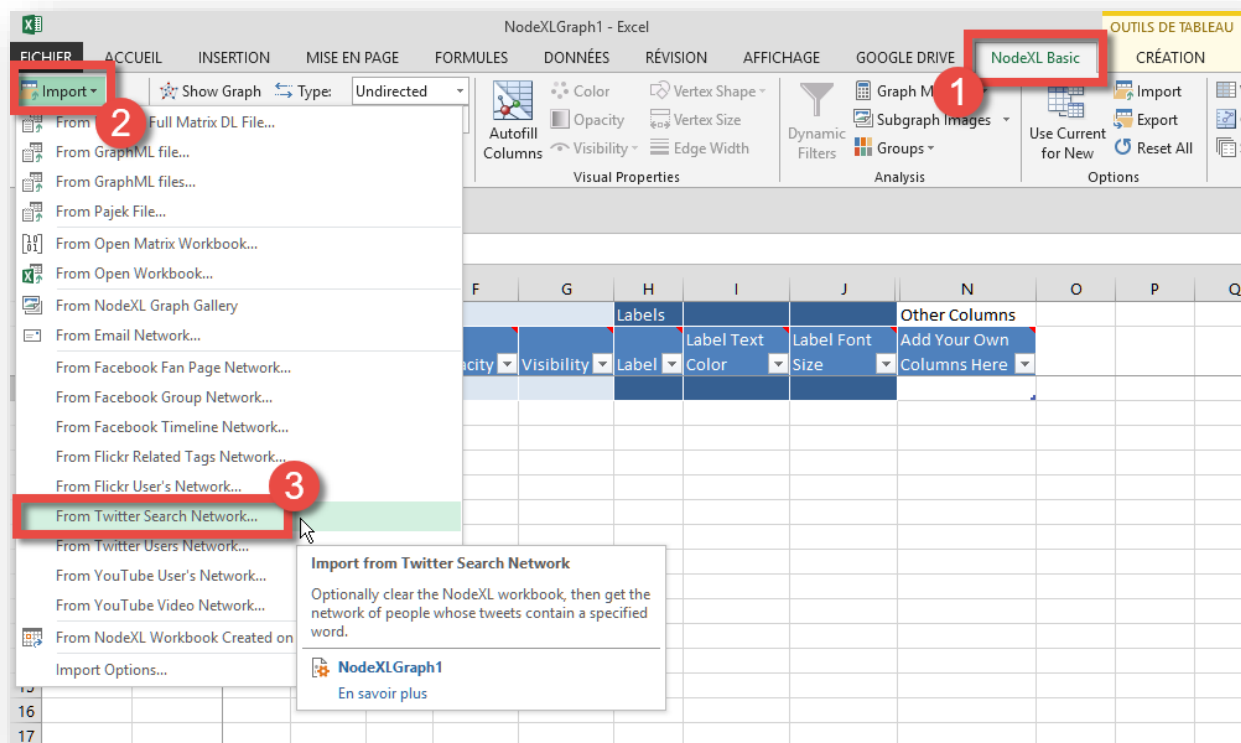 NodeXLGraph1 - Excel
OUTILS DE TABLEAU
FICHIER ACCUEIL INSERTION MISE EN PAGE FORMULES DONNÉES RÉVISION AFFICHAGE GOOGLE DRIVE NodeXL Basic CRÉATION
1
Import
Show Graph
Type:
Undirected
2
Autofill
Columns
Color
Opacity
Visibility
Vertex Shape
Vertex Size
Edge Width
Visual Properties
Dynamic
Filters
Graph M
Subgraph Images
Groups
Analysis
Use Current
for New
Import
Export
Reset All
Options
From Full Matrix DL File...
From GraphML file...
From GraphML files...
From Pajek File...
From Open Matrix Workbook...
From Open Workbook...
From NodeXL Graph Gallery
From Email Network...
From Facebook Fan Page Network...
From Facebook Group Network...
From Facebook Timeline Network...
From Flickr Related Tags Network...
From Flickr User's Network...
3
From Twitter Search Network...
From Twitter Users Network...
From YouTube User's Network...
From YouTube Video Network...
From NodeXL Workbook Created on
Import Options...
Import from Twitter Search Network
Optionally clear the NodeXL workbook, then get the
network of people whose tweets contain a specified
word.
NodeXLGraph1
En savoir plus
F G H I J N O P Q
Labels
Other Columns
acity
Visibility
Label
Label Text
Color
Label Font
Size
Add Your Own
Columns Here
16
17